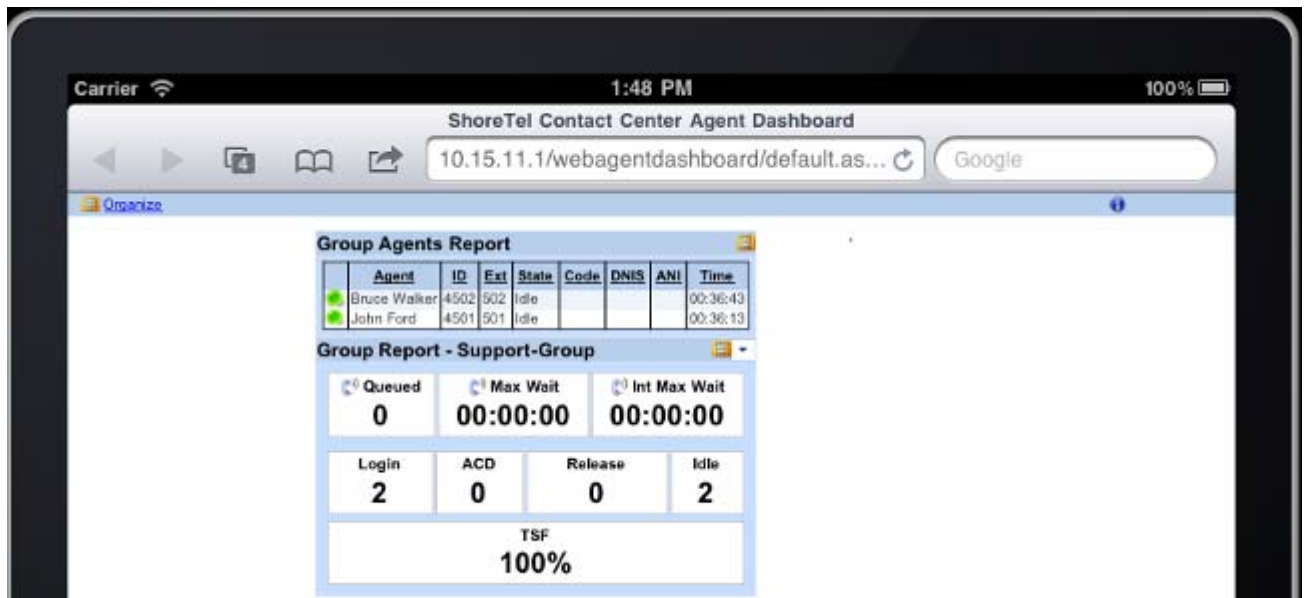 Carrier 1:48 PM 100%
ShoreTel Contact Center Agent Dashboard
4 10.15.11.1/webagentdashboard/default.as... Google
Organize
Group Agents Report
Agent ID Ext State Code DNIS ANI Time
Bruce Walker 4502 502 Idle 00:36:43
John Ford 4501 501 Idle 00:36:13
Group Report - Support-Group
Queued Max Wait Int Max Wait
0 00:00:00 00:00:00
Login ACD Release Idle
2 0 0 2
TSF
100%